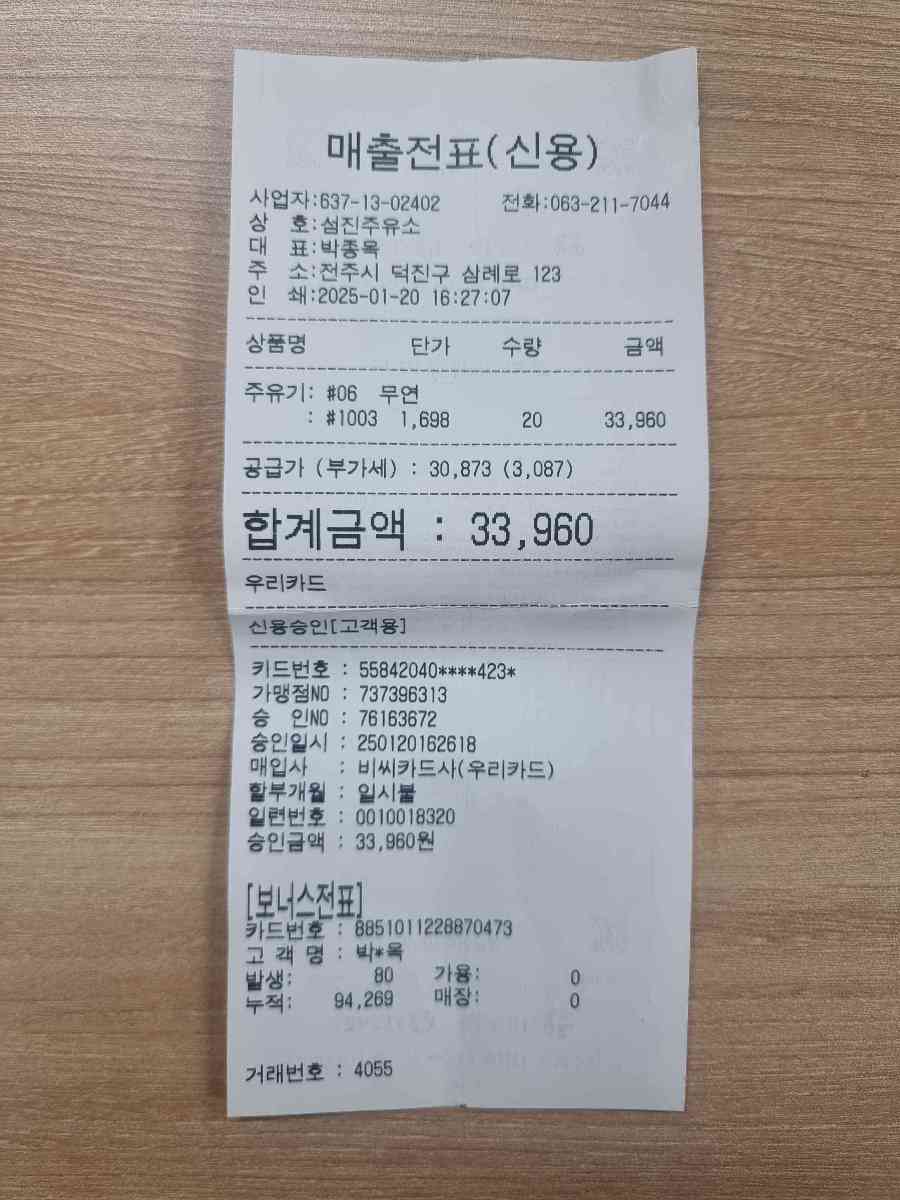 매출전표(신용)
사업자:637-13-02402 전화:063-211-7044
상 호:섬진주유소
대 표:박종옥
주 소:전주시 덕진구 삼례로 123
인 쇄:2025-01-20 16:27:07
상품명 단가 수량 금액
주유기: #06 무연
: #1003 1,698 20 33,960
공급가 (부가세) : 30,873 (3,087)
합계금액 : 33,960
우리카드
신용승인[고객용]
카드번호 : 55842040****423*
가맹점NO : 737396313
승 인NO : 76163672
승인일시 : 250120162618
매입사 : 비씨카드사(우리카드)
할부개월 : 일시불
일련번호 : 0010018320
승인금액 : 33,960원
[보너스전표]
카드번호 : 8851011228870473
고 객 명 : 박*옥
발생: 80 가용: 0
누적: 94,269 매장: 0
거래번호 : 4055